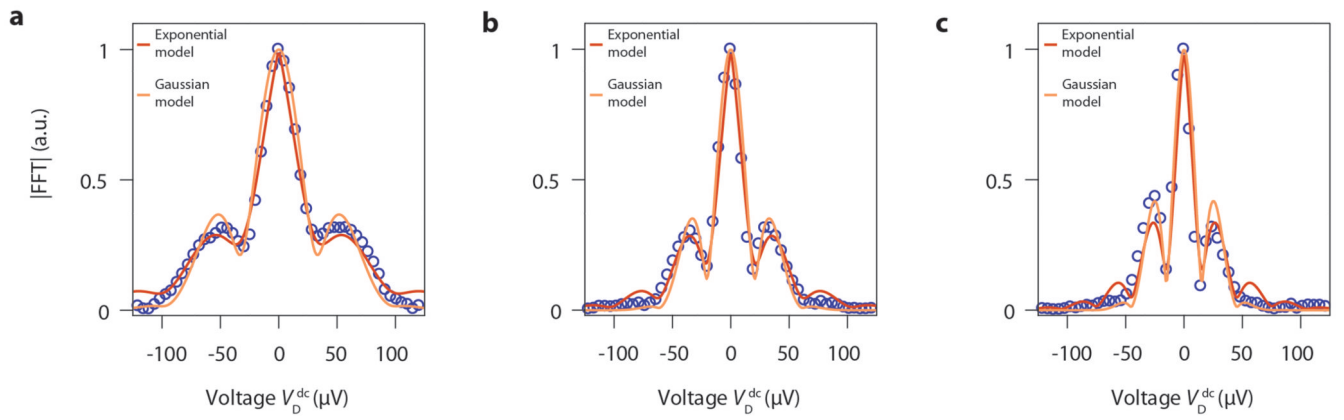 a
|FFT| (a.u.)
1
0.5
0
Exponential
model
Gaussian
model
-100 -50 0 50 100
Voltage V_D^dc (µV)
b
1
0.5
0
Exponential
model
Gaussian
model
-100 -50 0 50 100
Voltage V_D^dc (µV)
c
1
0.5
0
Exponential
model
Gaussian
model
-100 -50 0 50 100
Voltage V_D^dc (µV)